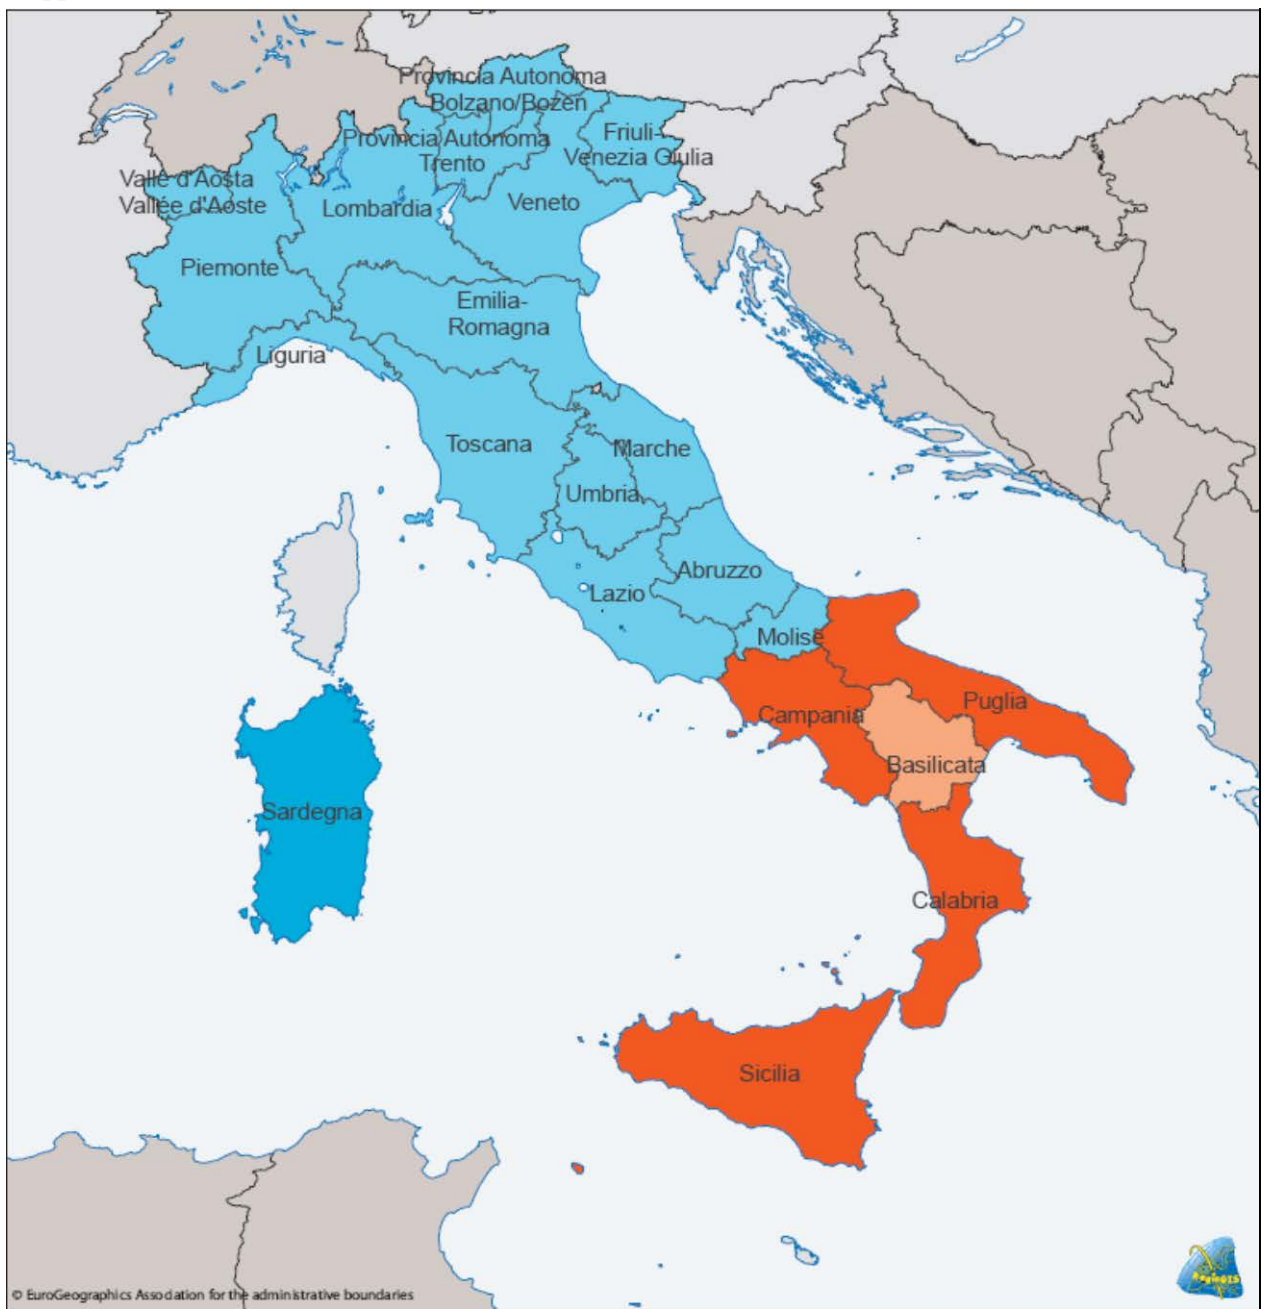 Provincia Autonoma
Bolzano/Bozen
Friuli-
Venezia Giulia
Provincia Autonoma
Trento
Valle d'Aosta
Vallée d'Aoste
Lombardia
Veneto
Piemonte
Emilia-
Romagna
Liguria
Toscana
Marche
Umbria
Abruzzo
Lazio
Molise
Puglia
Campania
Basilicata
Sardegna
Calabria
Sicilia
RegioGIS
© EuroGeographics Association for the administrative boundaries